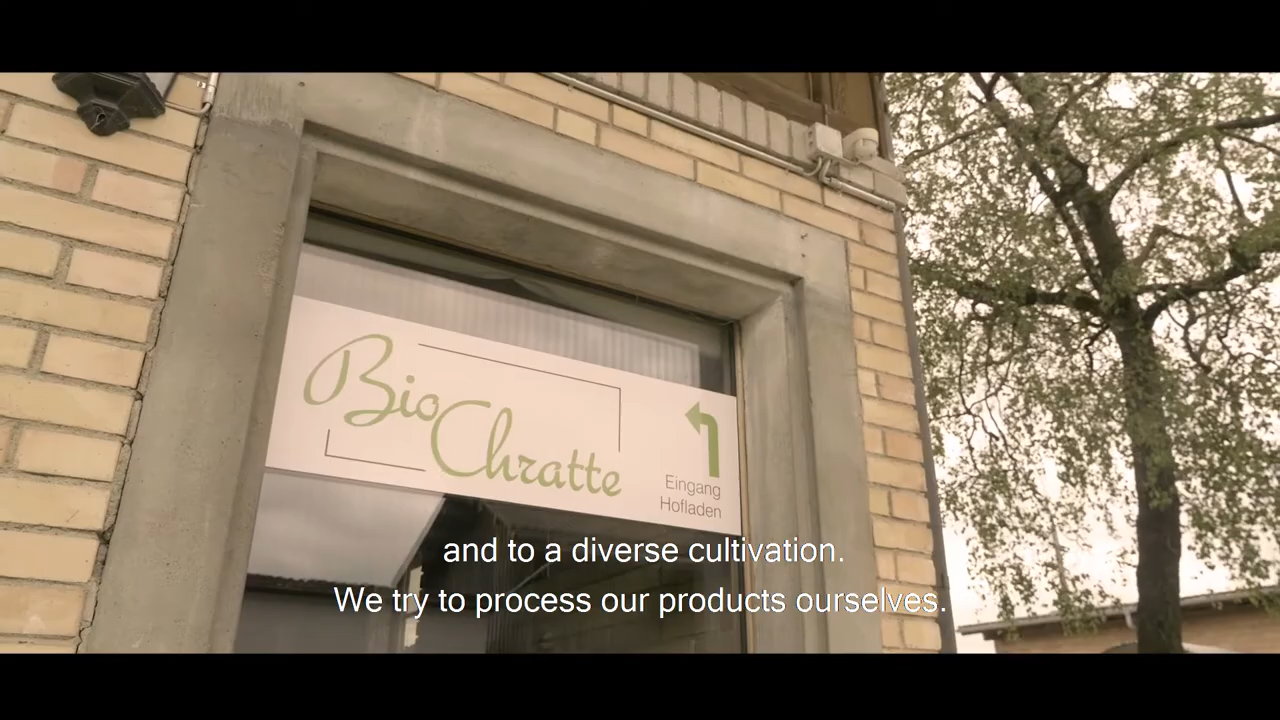 Bio
Chratte
Eingang
Hofladen
and to a diverse cultivation.
We try to process our products ourselves.